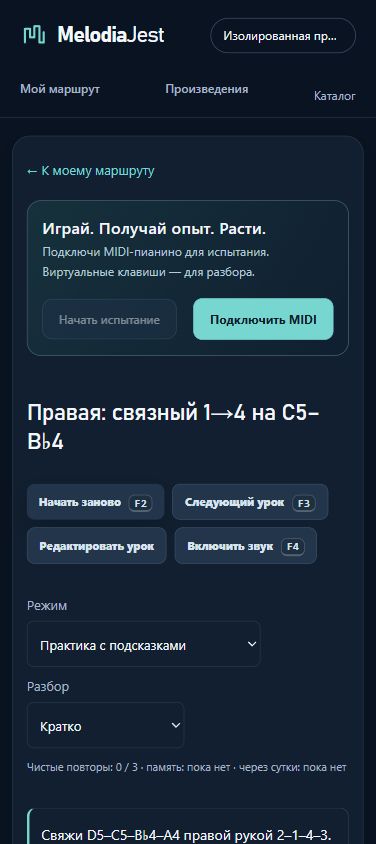 MelodiaJest
Изолированная пр...
Мой маршрут
Произведения
Каталог
← К моему маршруту
Играй. Получай опыт. Расти.
Подключи MIDI-пианино для испытания.
Виртуальные клавиши — для разбора.
Начать испытание
Подключить MIDI
Правая: связный 1→4 на C5–
B♭4
Начать заново F2
Следующий урок F3
Редактировать урок
Включить звук F4
Режим
Практика с подсказками
Разбор
Кратко
Чистые повторы: 0 / 3 · память: пока нет · через сутки: пока нет
Свяжи D5–C5–B♭4–A4 правой рукой 2–1–4–3.